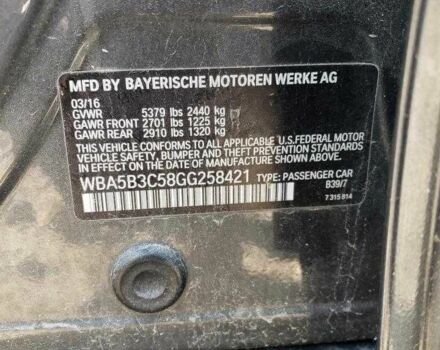 MFD BY BAYERISCHE MOTOREN WERKE AG
03/16
GVWR 5379 lbs 2440 kg
GAWR FRONT 2701 lbs 1225 kg
GAWR REAR 2910 lbs 1320 kg
THIS VEHICLE CONFORMS TO ALL APPLICABLE U.S.FEDERAL MOTOR
VEHICLE SAFETY, BUMPER, AND THEFT PREVENTION STANDARDS IN
EFFECT ON THE DATE OF MANUFACTURE SHOWN ABOVE.
WBA5B3C58GG258421 TYPE: PASSENGER CAR
B39/7
7 315 914